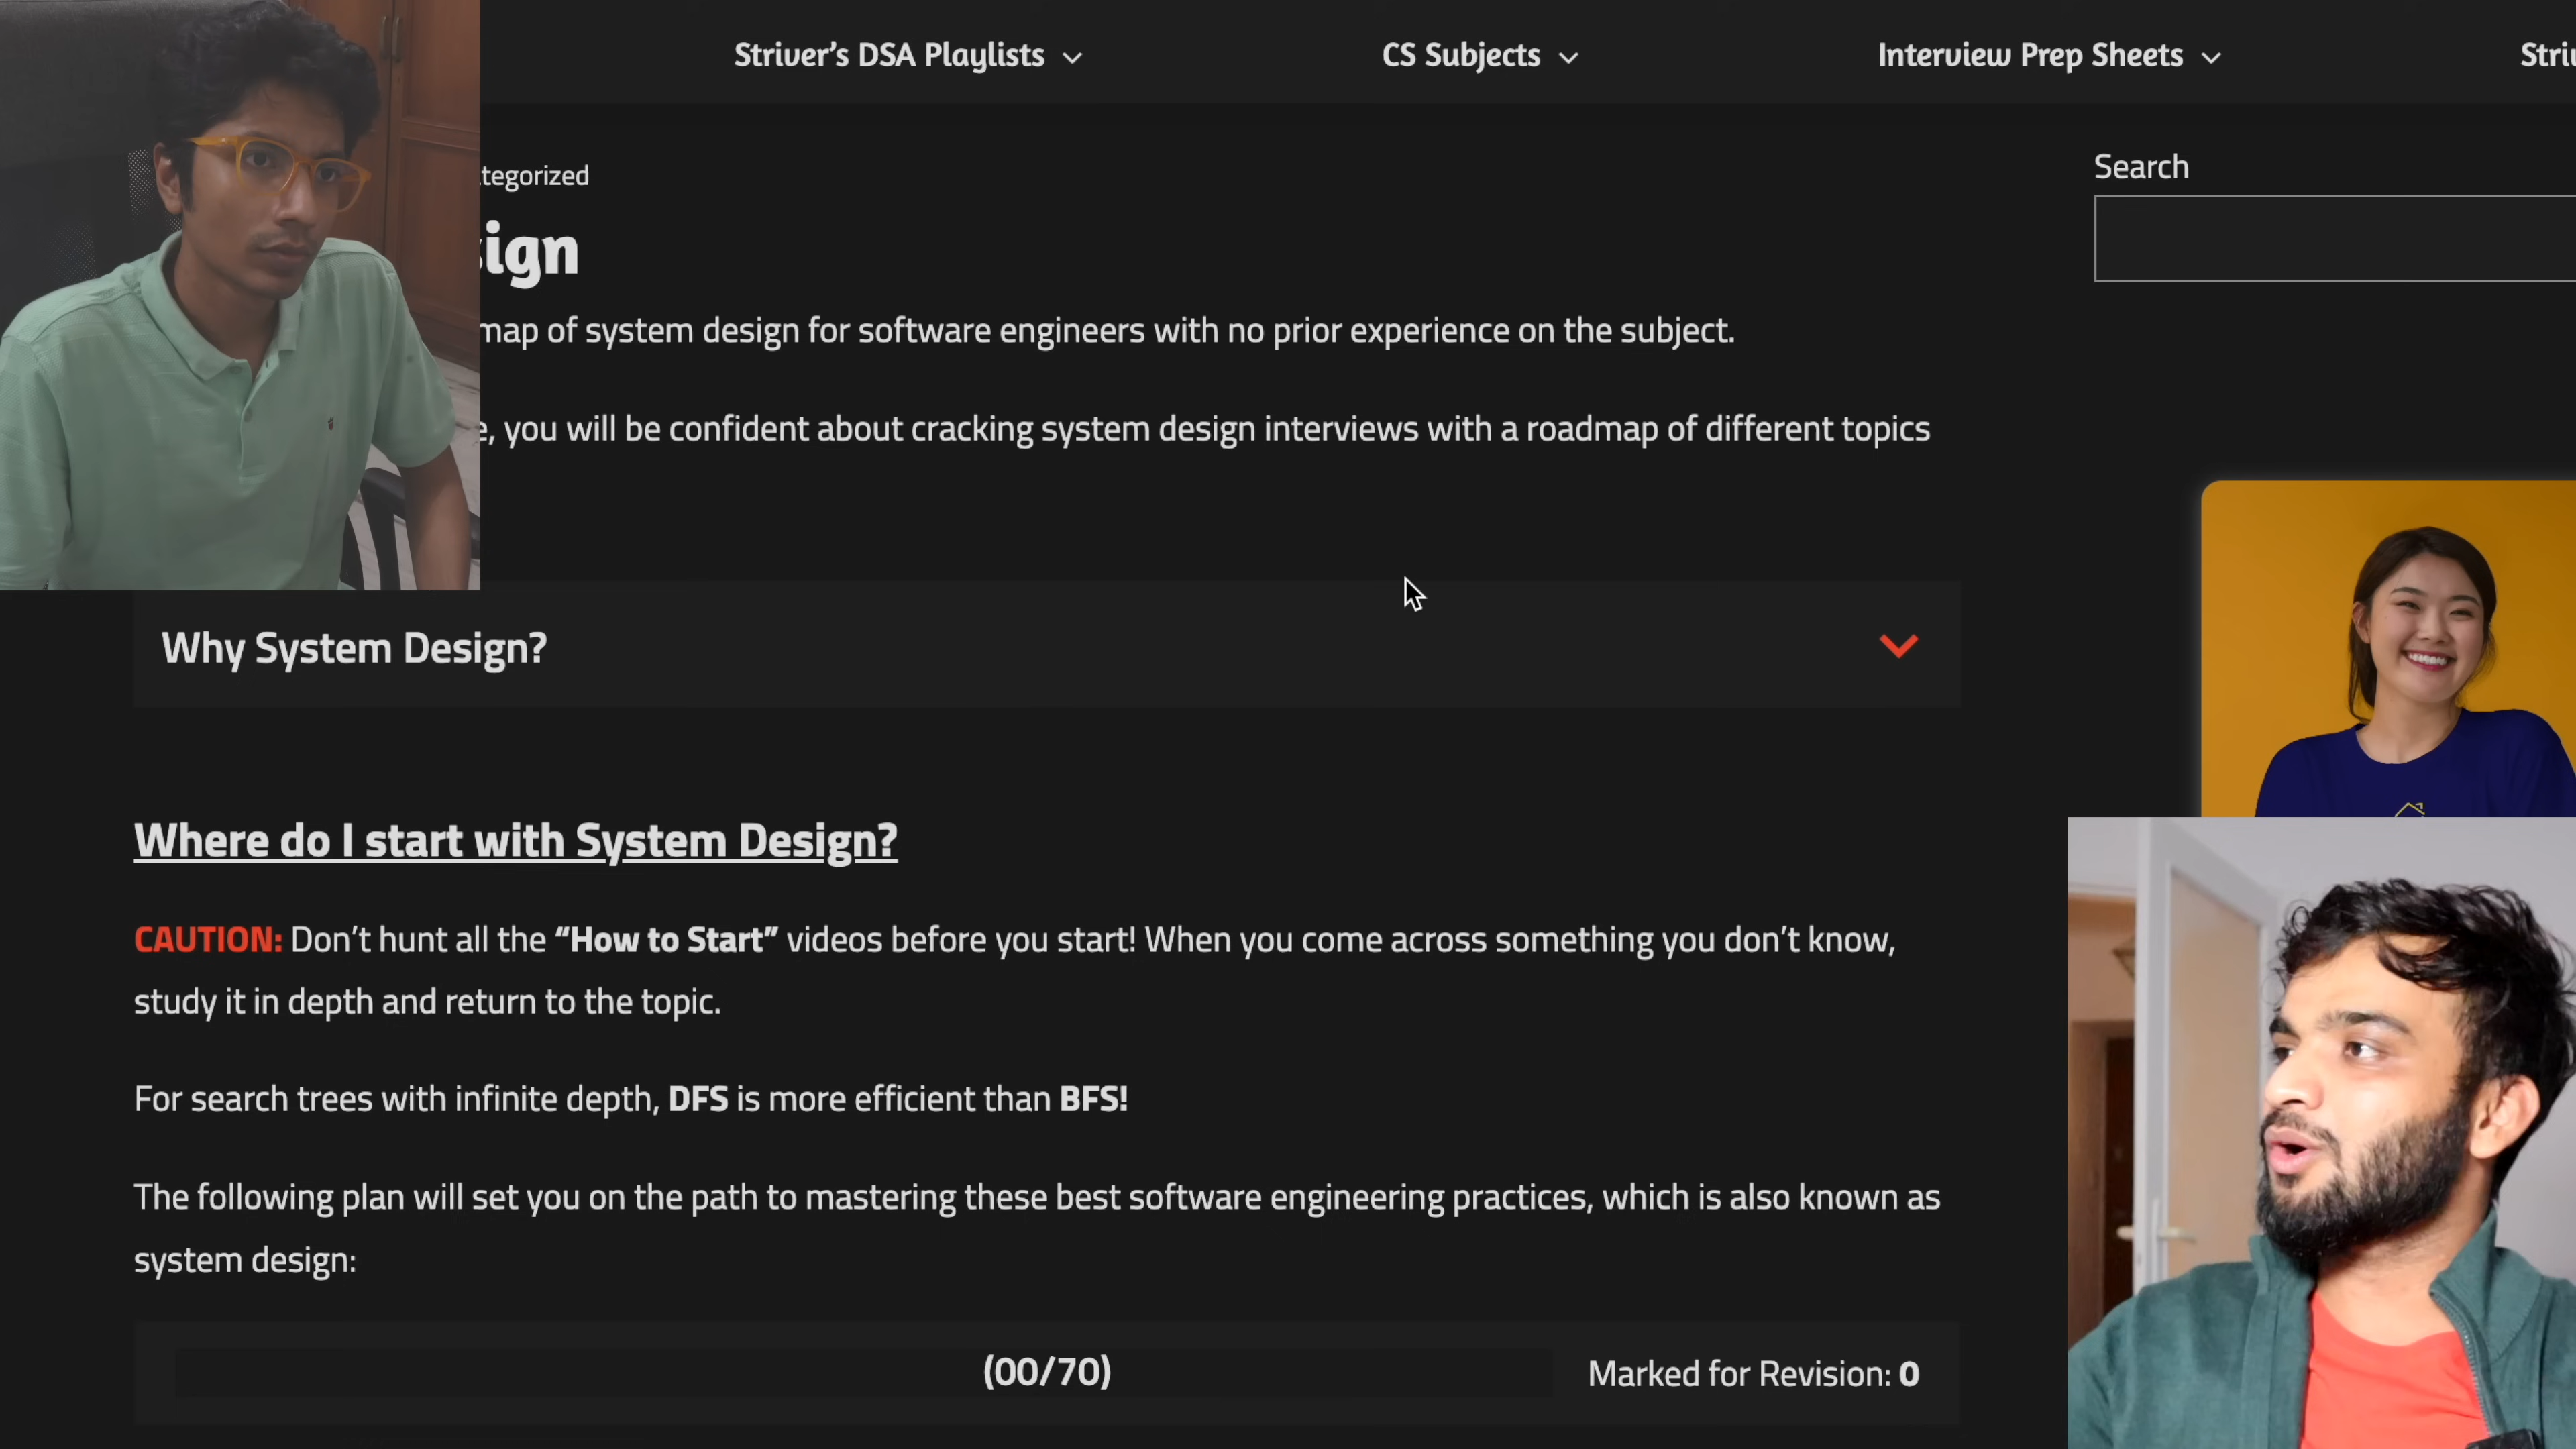 Striver's DSA Playlists
CS Subjects
Interview Prep Sheets
Search
sign
map of system design for software engineers with no prior experience on the subject.
you will be confident about cracking system design interviews with a roadmap of different topics
Why System Design?
Where do I start with System Design?
CAUTION: Don't hunt all the “How to Start” videos before you start! When you come across something you don't know,
study it in depth and return to the topic.
For search trees with infinite depth, DFS is more efficient than BFS!
The following plan will set you on the path to mastering these best software engineering practices, which is also known as
system design:
(00/70)
Marked for Revision: 0